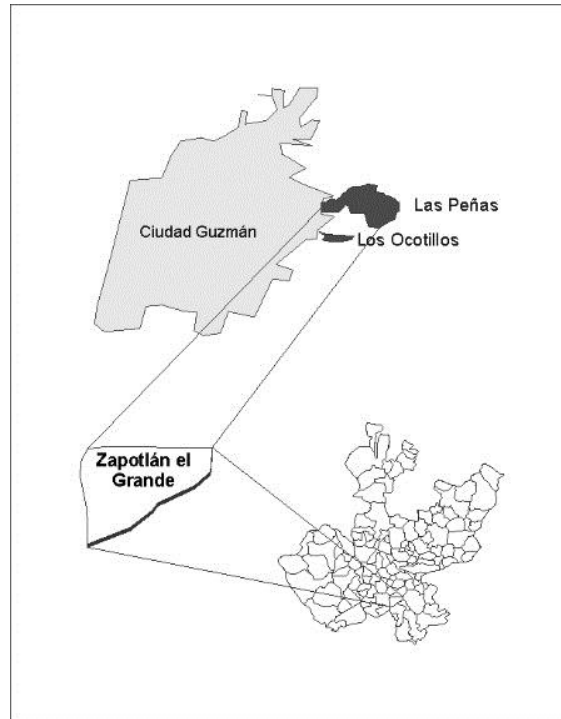 Las Peñas
Ciudad Guzmán
Los Ocotillos
Zapotlán el
Grande